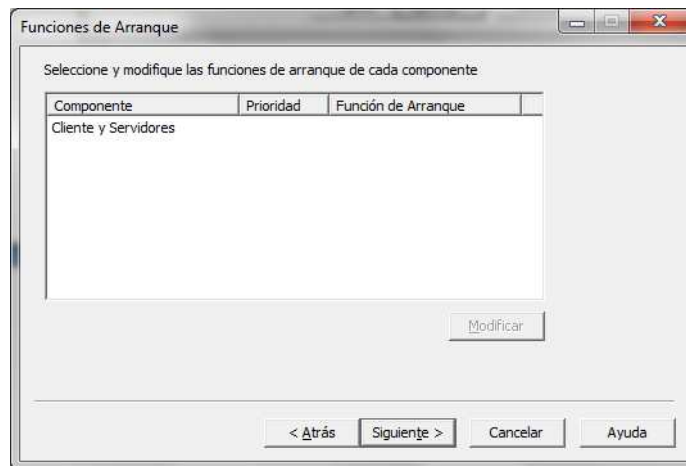 Funciones de Arranque
Seleccione y modifique las funciones de arranque de cada componente
Componente Prioridad Función de Arranque
Cliente y Servidores
Modificar
< Atrás Siguiente > Cancelar Ayuda